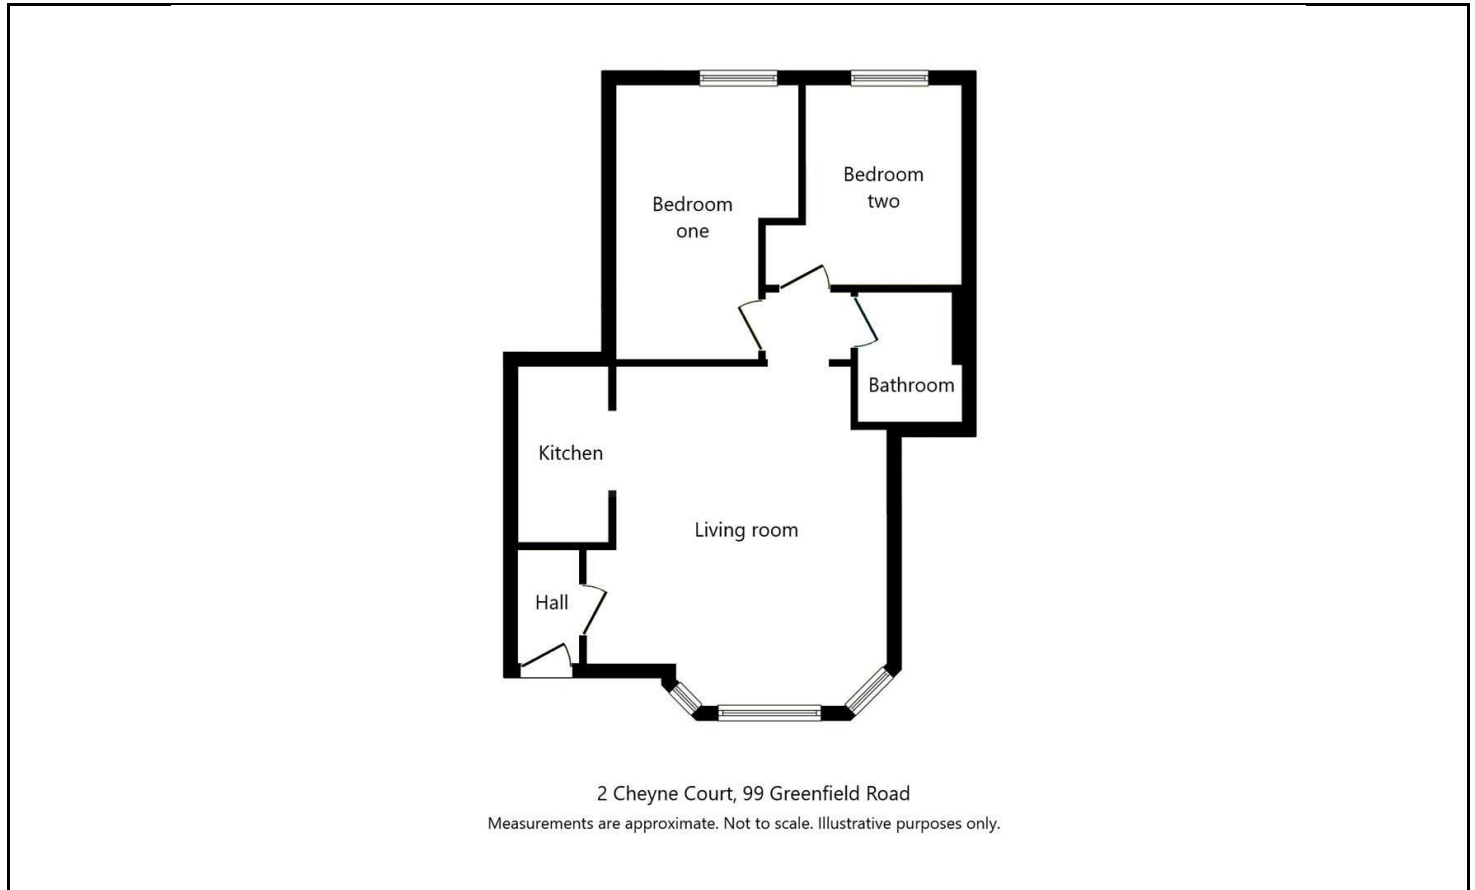 Bedroom
two
Bedroom
one
Bathroom
Kitchen
Living room
Hall
2 Cheyne Court, 99 Greenfield Road
Measurements are approximate. Not to scale. Illustrative purposes only.